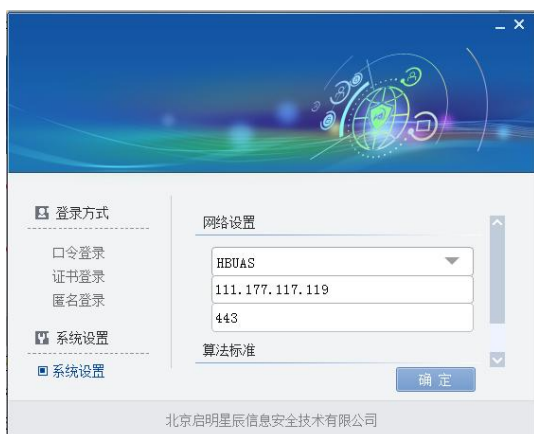 登录方式
口令登录
证书登录
匿名登录
系统设置
系统设置
网络设置
HBUAS
111.177.117.119
443
算法标准
确 定
北京启明星辰信息安全技术有限公司